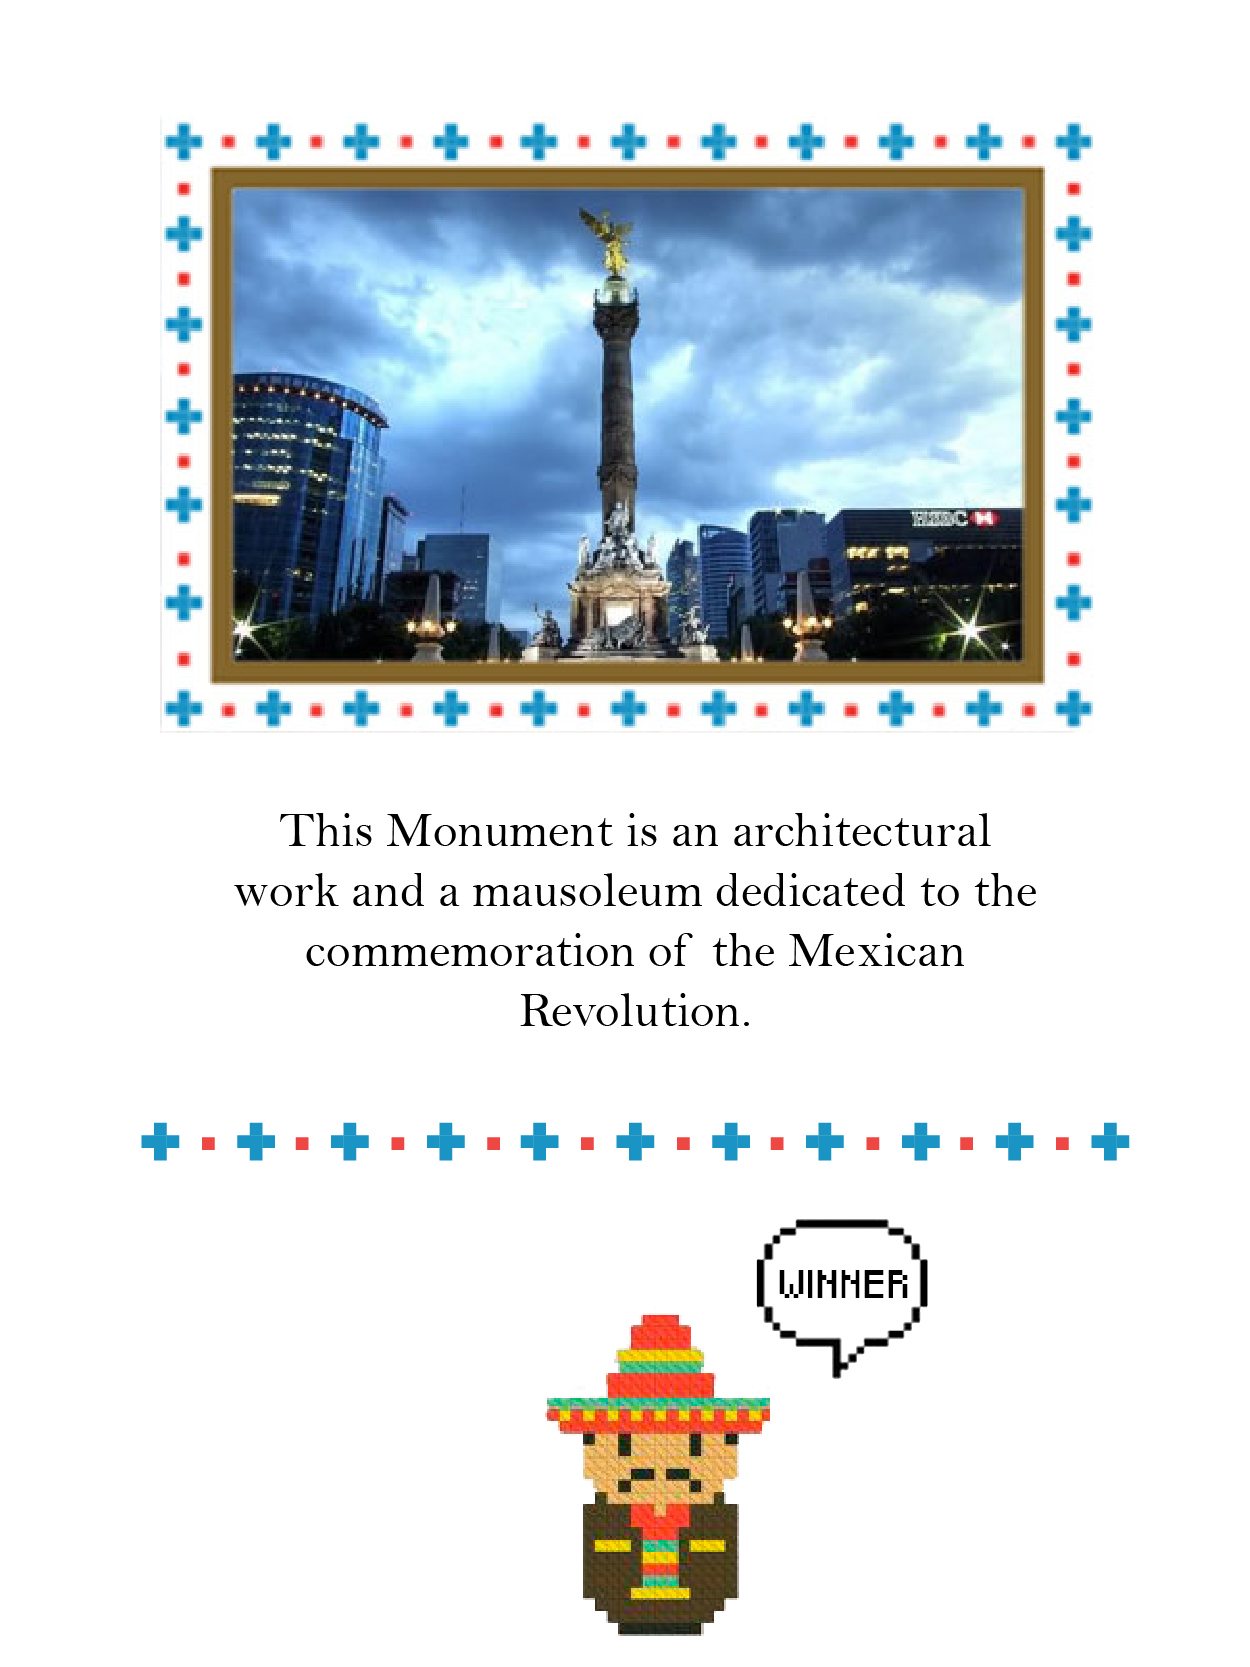 HSBC
This Monument is an architectural
work and a mausoleum dedicated to the
commemoration of the Mexican
Revolution.
WINNER